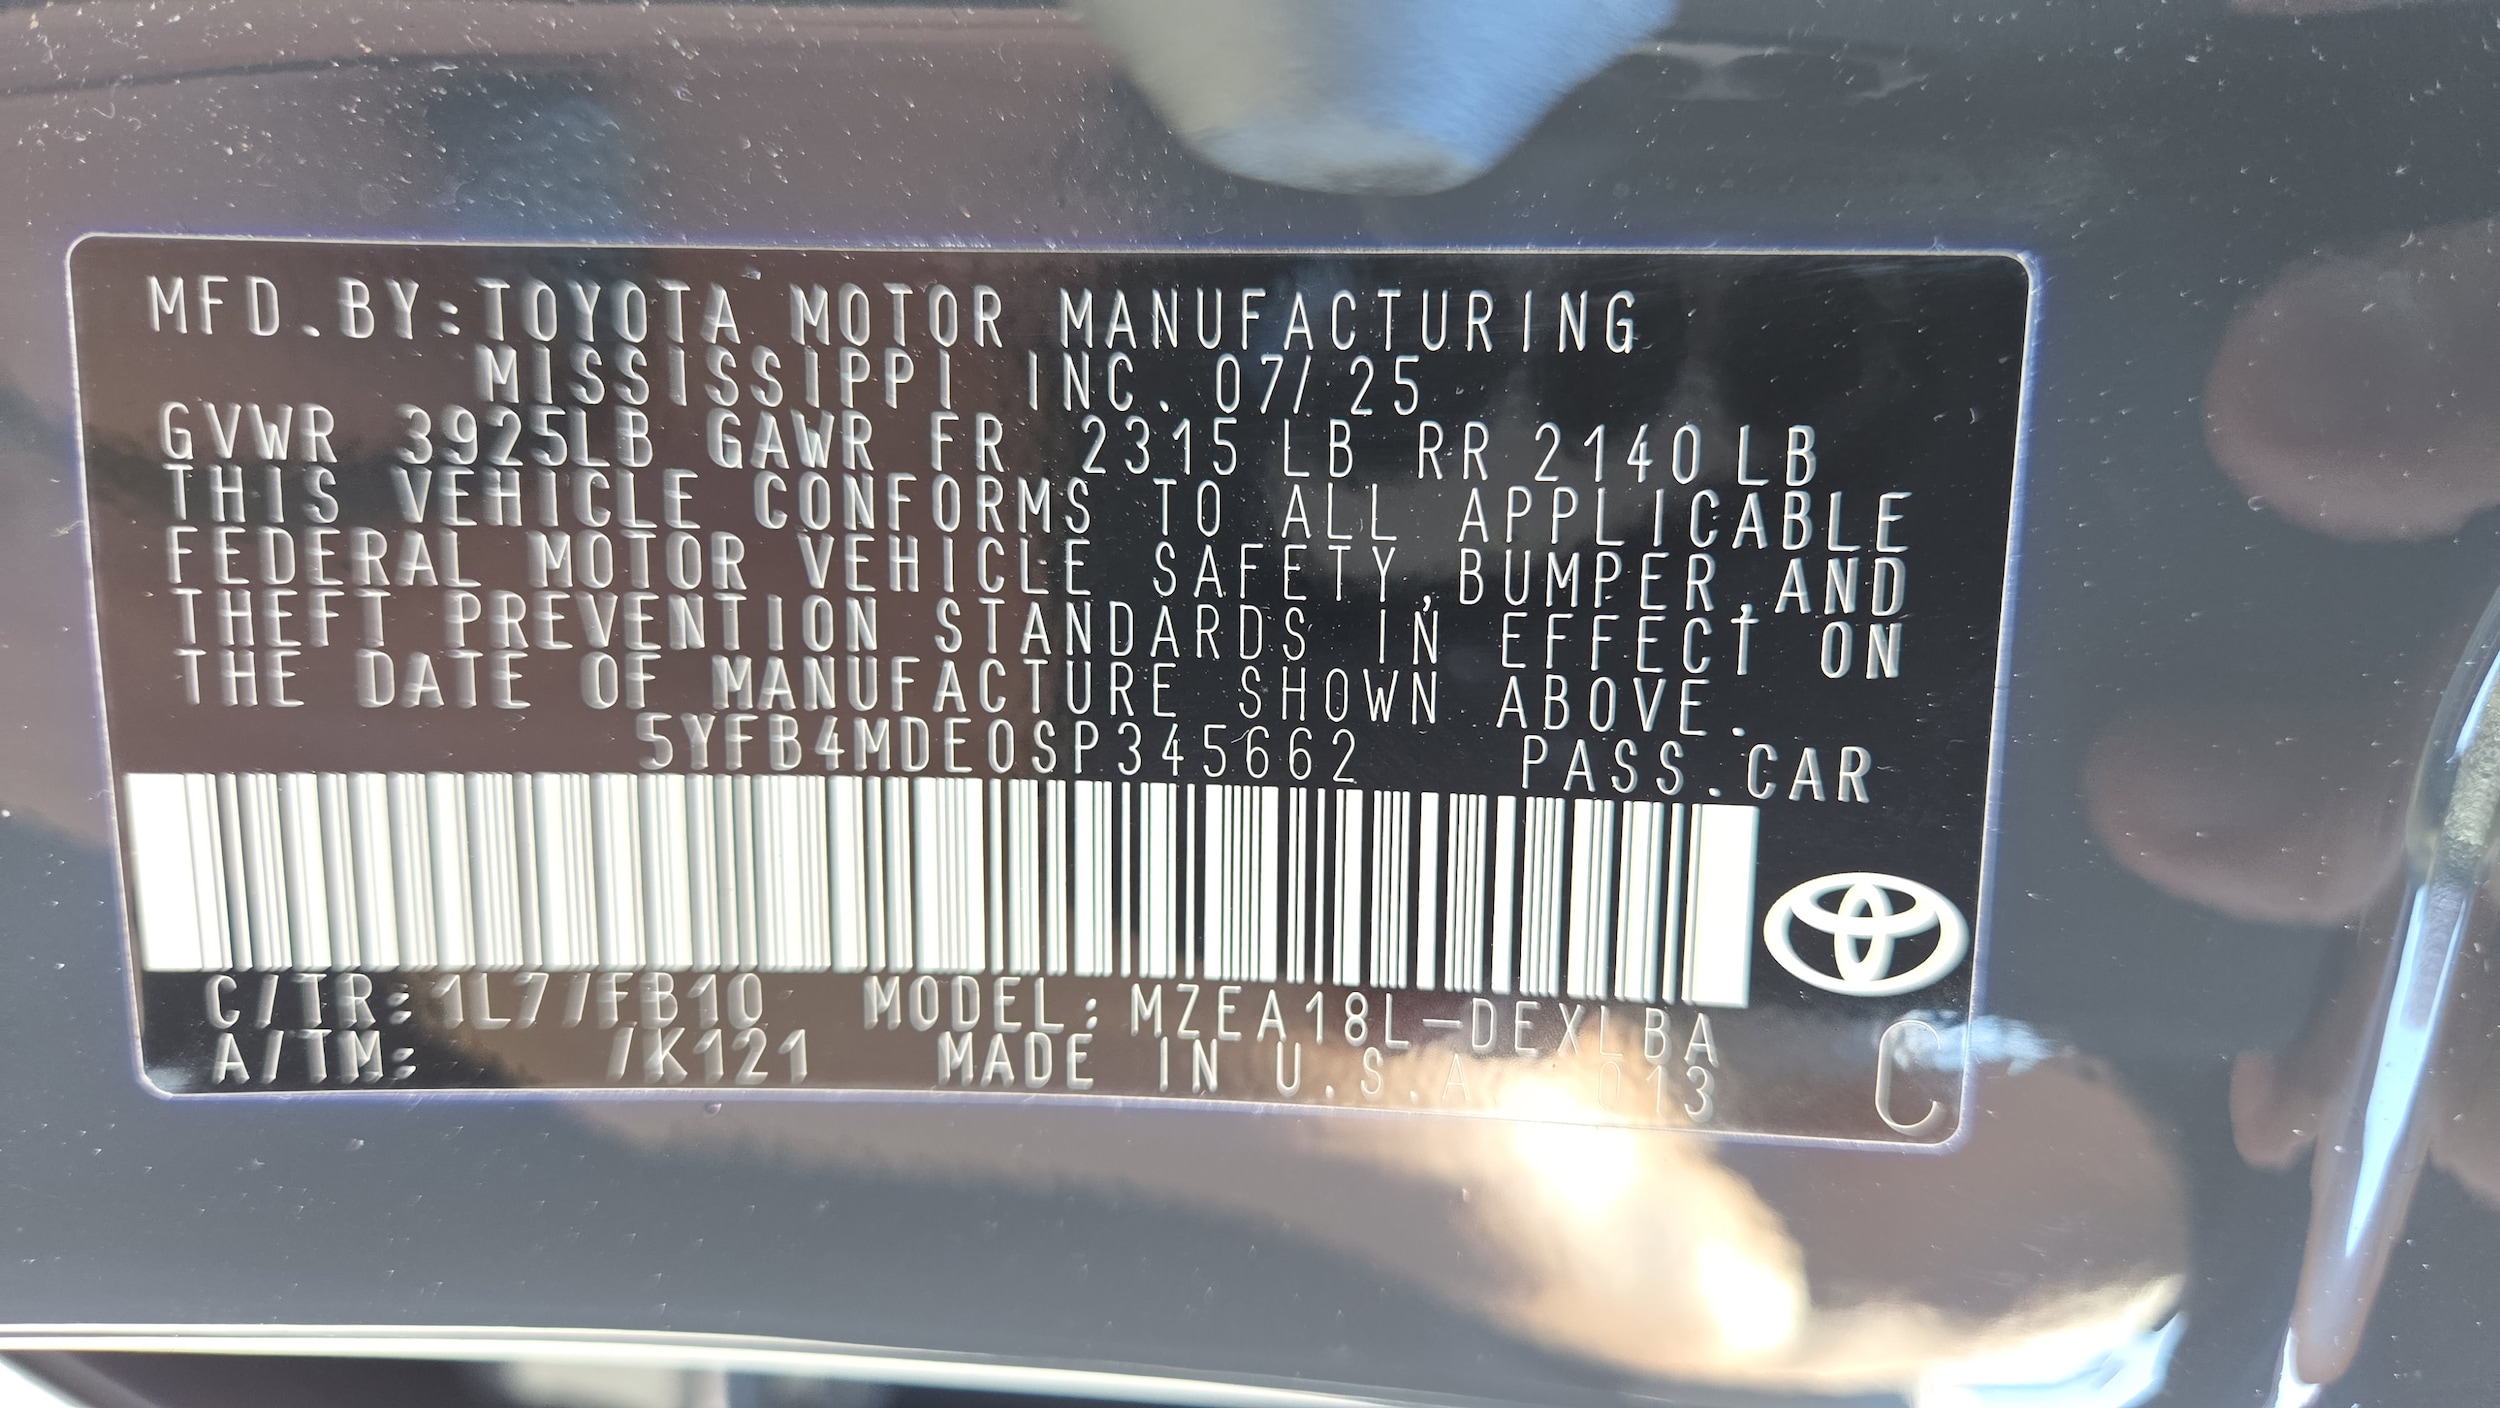 MFD.BY:TOYOTA MOTOR MANUFACTURING
MISSISSIPPI INC. 07/25
GVWR 3925LB GAWR FR 2315 LB RR 2140LB
THIS VEHICLE CONFORMS TO ALL APPLICABLE
FEDERAL MOTOR VEHICLE SAFETY,BUMPER,AND
THEFT PREVENTION STANDARDS IN EFFECT ON
THE DATE OF MANUFACTURE SHOWN ABOVE.
5YFB4MDE0SP345662 PASS.CAR
C/TR:1L7/FB10 MODEL:MZEA18L-DEXLBA
A/TM: /K121 MADE IN U.S.A 013 C